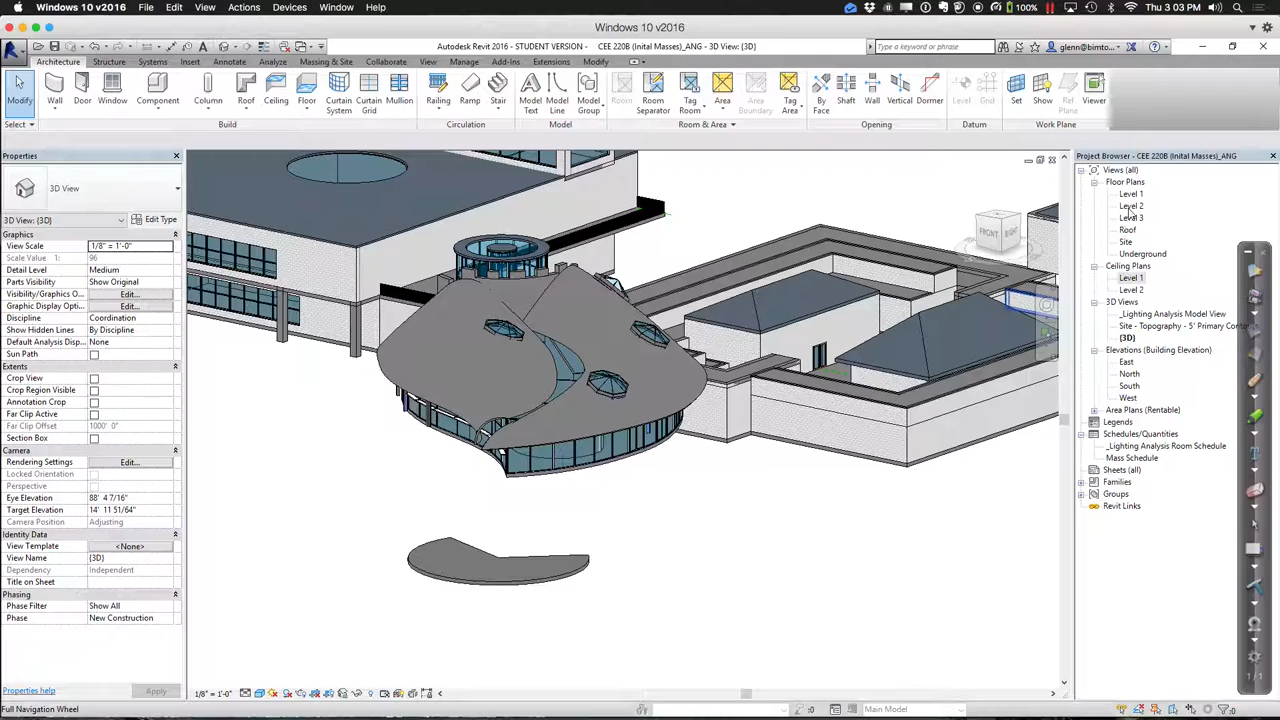 Windows 10 v2016 File Edit View Actions Devices Window Help 100% Thu 3:03 PM
Windows 10 v2016
Autodesk Revit 2016 - STUDENT VERSION - CEE 220B (Inital Masses)_ANG - 3D View: {3D} Type a keyword or phrase glenn@bimto...
Architecture Structure Systems Insert Annotate Analyze Massing & Site Collaborate View Manage Add-Ins Extensions Modify
Modify Wall Door Window Component Column Roof Ceiling Floor Curtain System Curtain Grid Mullion Railing Ramp Stair Model Text Model Line Model Group Room Room Separator Tag Room Area Area Boundary Tag Area By Face Shaft Wall Vertical Dormer Level Grid Set Show Ref Plane Viewer
Select Build Circulation Model Room & Area Opening Datum Work Plane
Properties
3D View
3D View: {3D} Edit Type
Graphics
View Scale 1/8" = 1'-0"
Scale Value 1: 96
Detail Level Medium
Parts Visibility Show Original
Visibility/Graphics O... Edit...
Graphic Display Opti... Edit...
Discipline Coordination
Show Hidden Lines By Discipline
Default Analysis Disp... None
Sun Path
Extents
Crop View
Crop Region Visible
Annotation Crop
Far Clip Active
Far Clip Offset 1000' 0"
Section Box
Camera
Rendering Settings Edit...
Locked Orientation
Perspective
Eye Elevation 88' 4 7/16"
Target Elevation 14' 11 51/64"
Camera Position Adjusting
Identity Data
View Template <None>
View Name {3D}
Dependency Independent
Title on Sheet
Phasing
Phase Filter Show All
Phase New Construction
Properties help Apply
FRONT RIGHT
Project Browser - CEE 220B (Inital Masses)_ANG
Views (all)
Floor Plans
Level 1
Level 2
Level 3
Roof
Site
Underground
Ceiling Plans
Level 1
Level 2
3D Views
_Lighting Analysis Model View
Site - Topography - 5' Primary Conto
{3D}
Elevations (Building Elevation)
East
North
South
West
Area Plans (Rentable)
Legends
Schedules/Quantities
_Lighting Analysis Room Schedule
Mass Schedule
Sheets (all)
Families
Groups
Revit Links
1 / 1
1/8" = 1'-0"
Full Navigation Wheel :0 Main Model :0